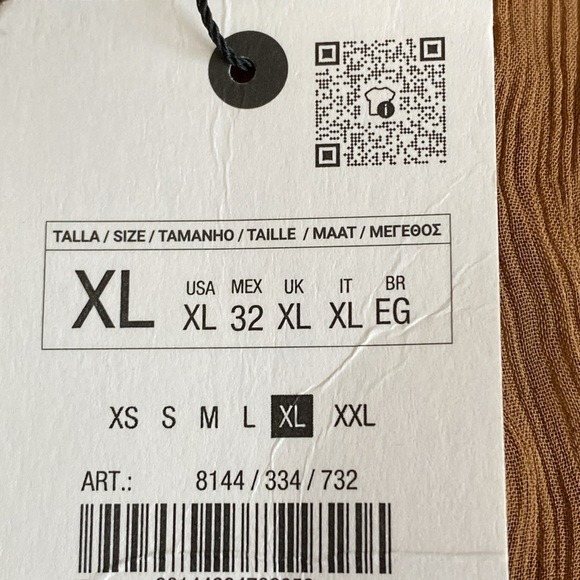 TALLA / SIZE / TAMANHO / TAILLE / MAAT / ΜΕΓΕΘΟΣ
XL
USA MEX UK IT BR
XL 32 XL XL EG
XS S M L XL XXL
ART.: 8144 / 334 / 732